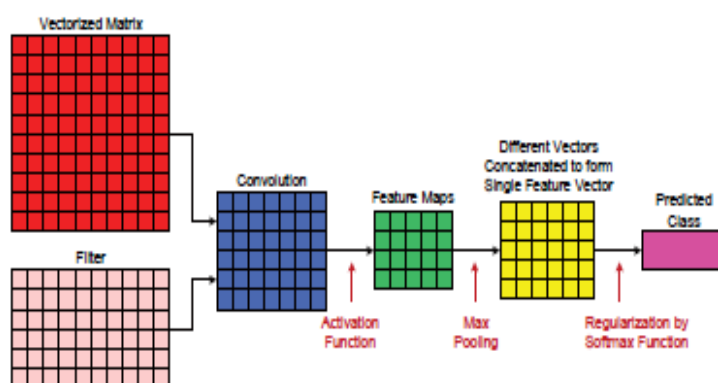 Vectorized Matrix
Filter
Convolution
Feature Maps
Different Vectors
Concatenated to form
Single Feature Vector
Predicted
Class
Activation
Function
Max
Pooling
Regularization by
Softmax Function